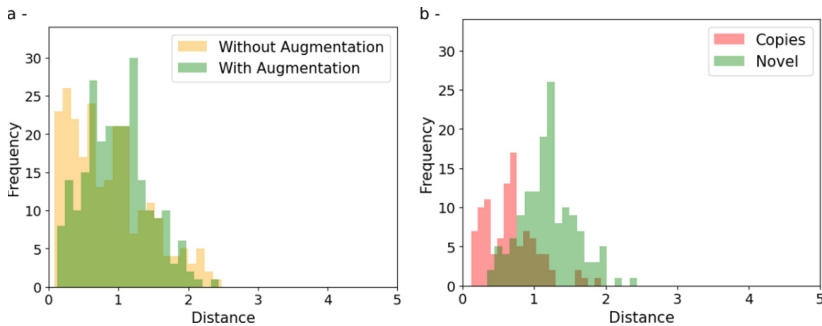 a -
Without Augmentation
With Augmentation
30
25
20
15
10
5
0
Frequency
0 1 2 3 4 5
Distance
b -
Copies
Novel
30
25
20
15
10
5
0
Frequency
0 1 2 3 4 5
Distance